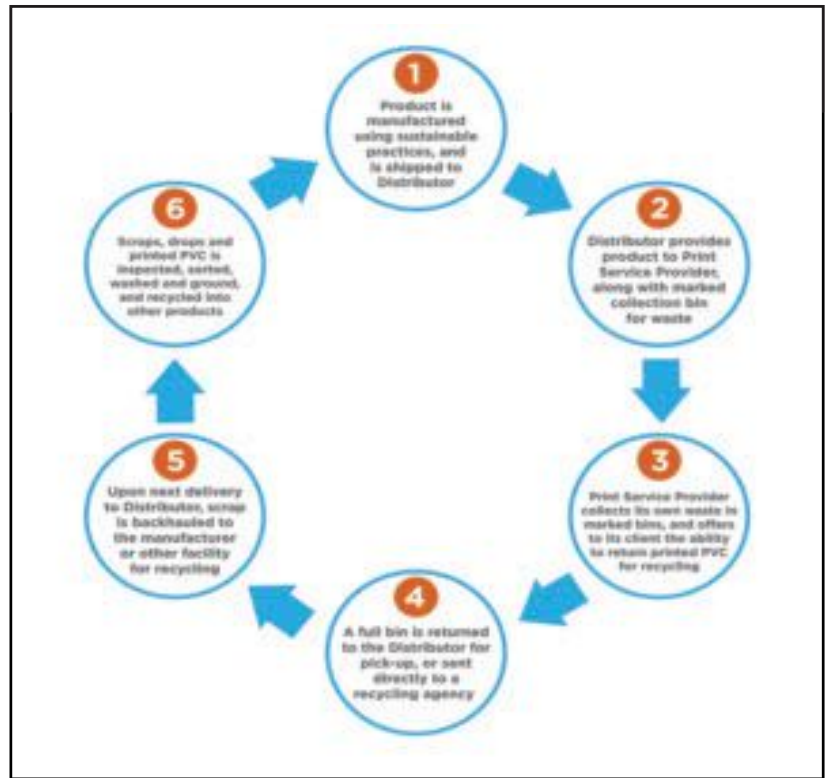 1
Product is
manufactured
using sustainable
practices, and
is shipped to
Distributor
2
Distributor provides
product to Print
Service Provider,
along with marked
collection bin
for waste
3
Print Service Provider
collects its own waste in
marked bins, and offers
to its client the ability
to return printed PVC
for recycling
4
A full bin is returned
to the Distributor for
pick-up, or sent
directly to a
recycling agency
5
Upon next delivery
to Distributor, scrap
is backhauled to
the manufacturer
or other facility
for recycling
6
Scraps, drops and
printed PVC is
inspected, sorted,
washed and ground,
and recycled into
other products